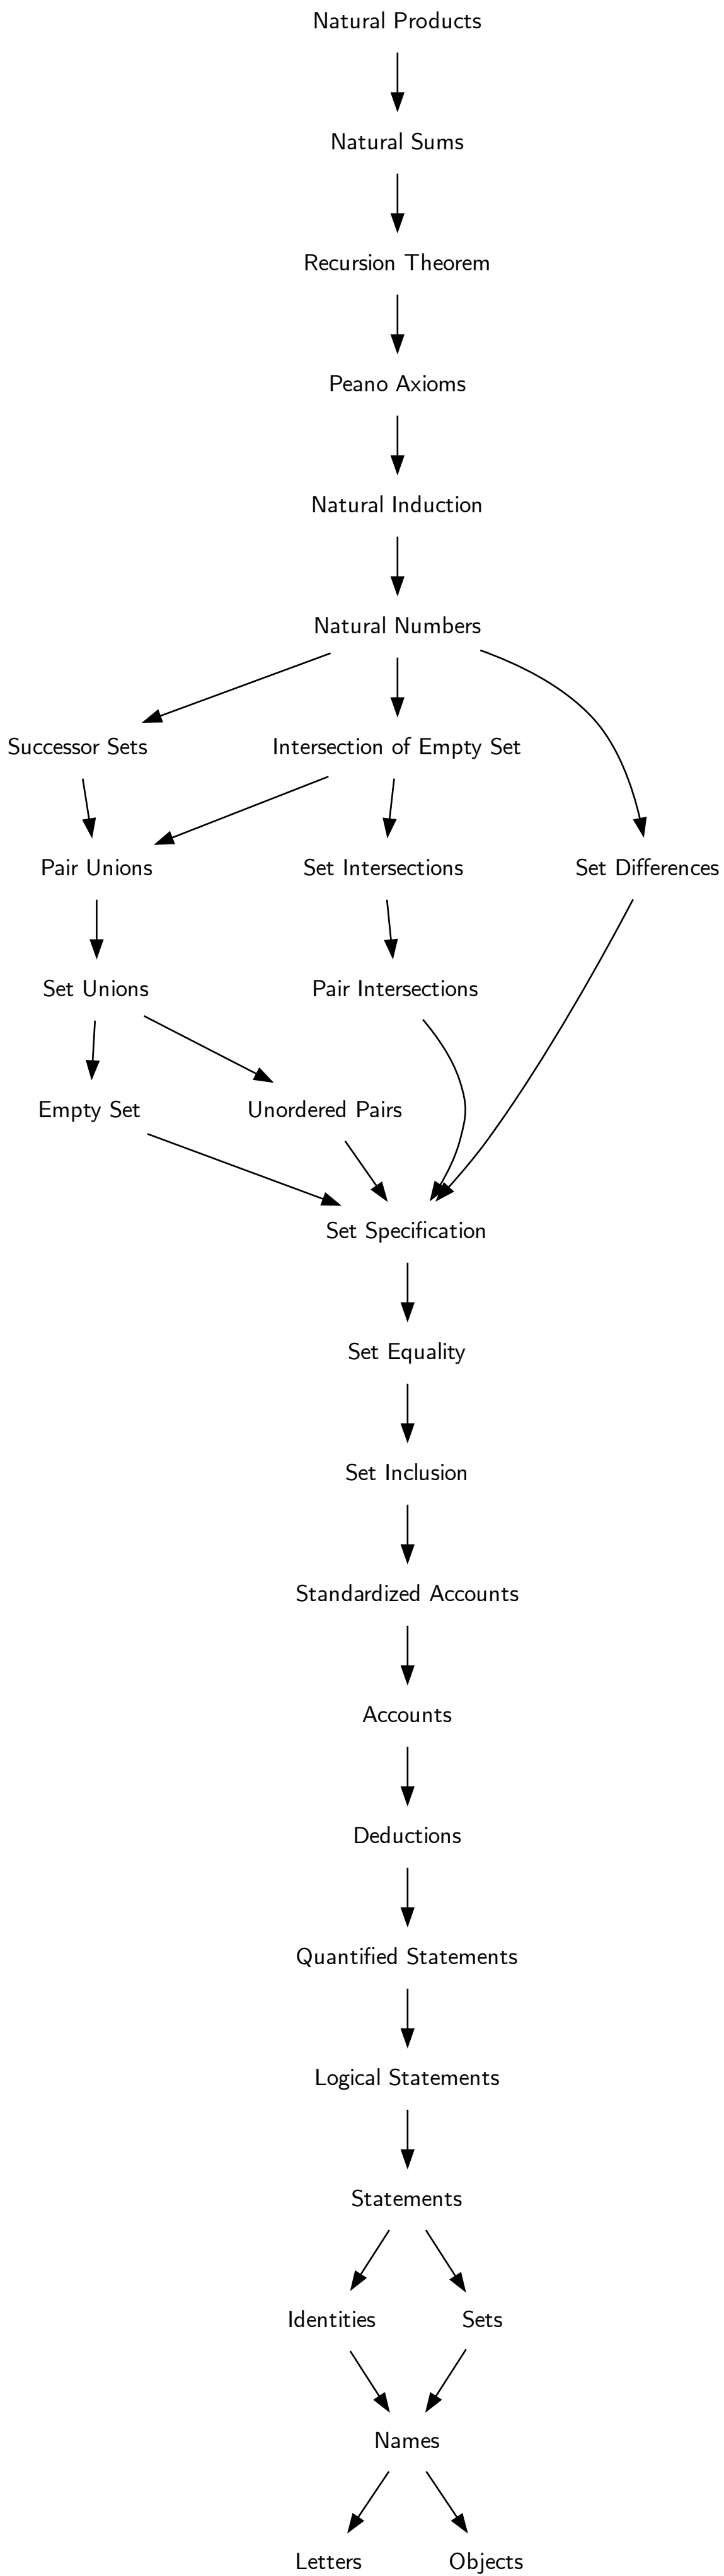 Natural Products
Natural Sums
Recursion Theorem
Peano Axioms
Natural Induction
Natural Numbers
Successor Sets
Intersection of Empty Set
Pair Unions
Set Intersections
Set Differences
Set Unions
Pair Intersections
Empty Set
Unordered Pairs
Set Specification
Set Equality
Set Inclusion
Standardized Accounts
Accounts
Deductions
Quantified Statements
Logical Statements
Statements
Identities
Sets
Names
Letters
Objects